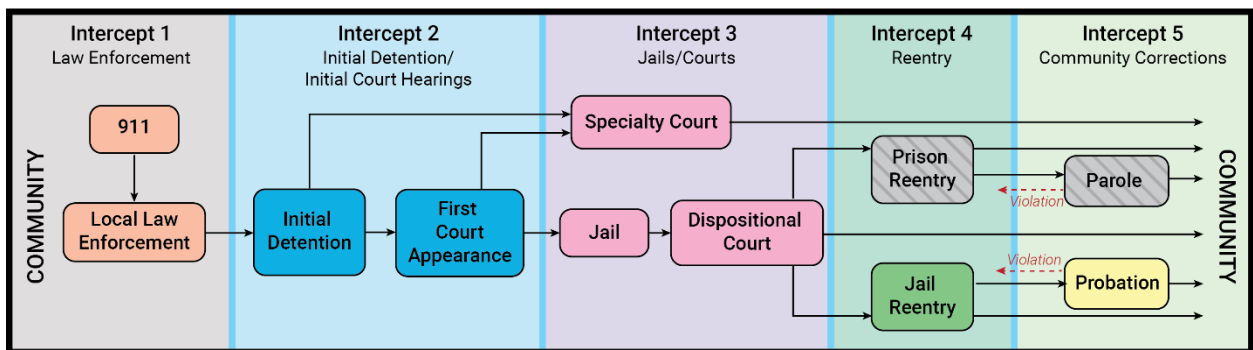 Intercept 1
Law Enforcement
Intercept 2
Initial Detention/
Initial Court Hearings
Intercept 3
Jails/Courts
Intercept 4
Reentry
Intercept 5
Community Corrections
COMMUNITY
911
Local Law
Enforcement
Initial
Detention
First
Court
Appearance
Specialty Court
Jail
Dispositional
Court
Prison
Reentry
Violation
Parole
Jail
Reentry
Violation
Probation
COMMUNITY